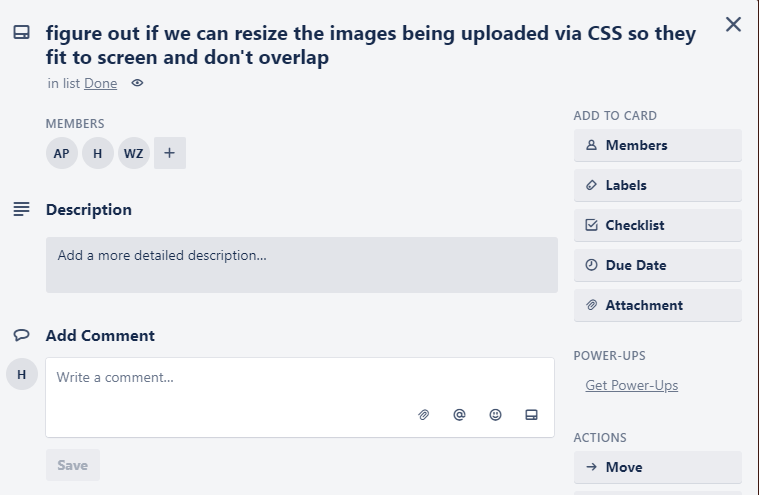 figure out if we can resize the images being uploaded via CSS so they
fit to screen and don't overlap
in list Done
MEMBERS
AP H WZ +
Description
Add a more detailed description...
Add Comment
H
Write a comment...
@
Save
ADD TO CARD
Members
Labels
Checklist
Due Date
Attachment
POWER-UPS
Get Power-Ups
ACTIONS
Move